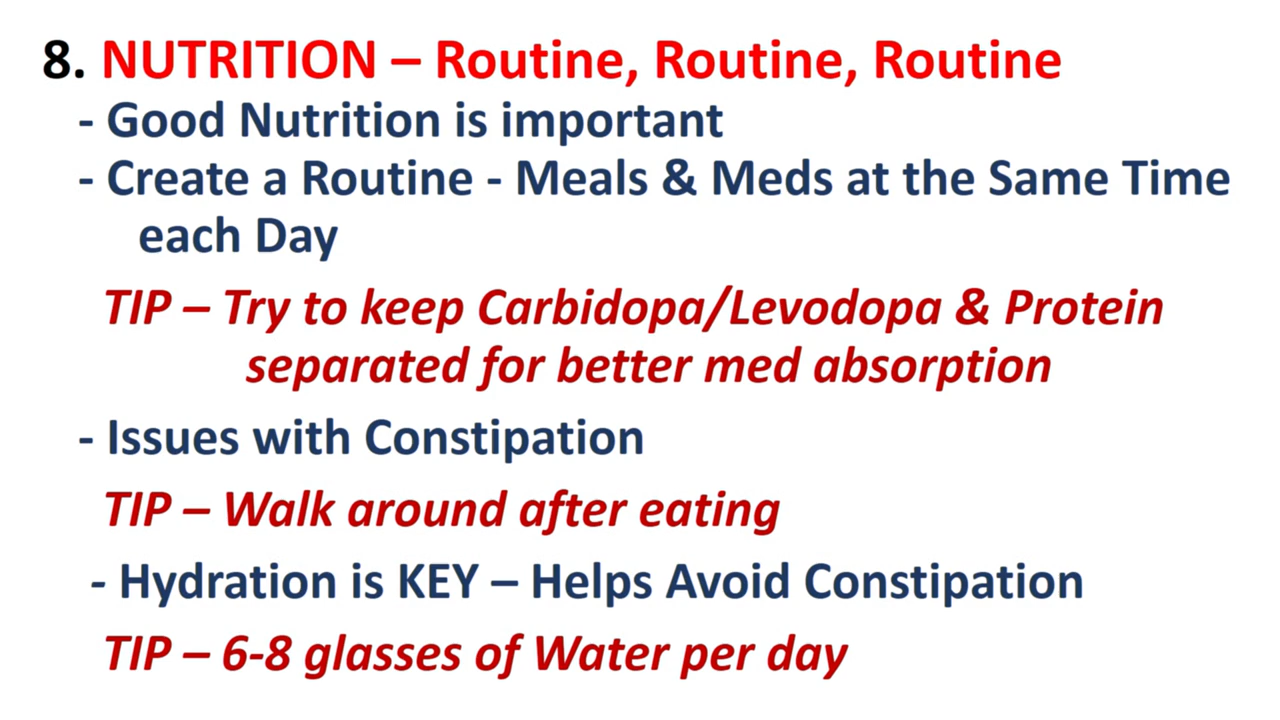 8. NUTRITION – Routine, Routine, Routine
- Good Nutrition is important
- Create a Routine - Meals & Meds at the Same Time
each Day
TIP – Try to keep Carbidopa/Levodopa & Protein
separated for better med absorption
- Issues with Constipation
TIP – Walk around after eating
- Hydration is KEY – Helps Avoid Constipation
TIP – 6-8 glasses of Water per day